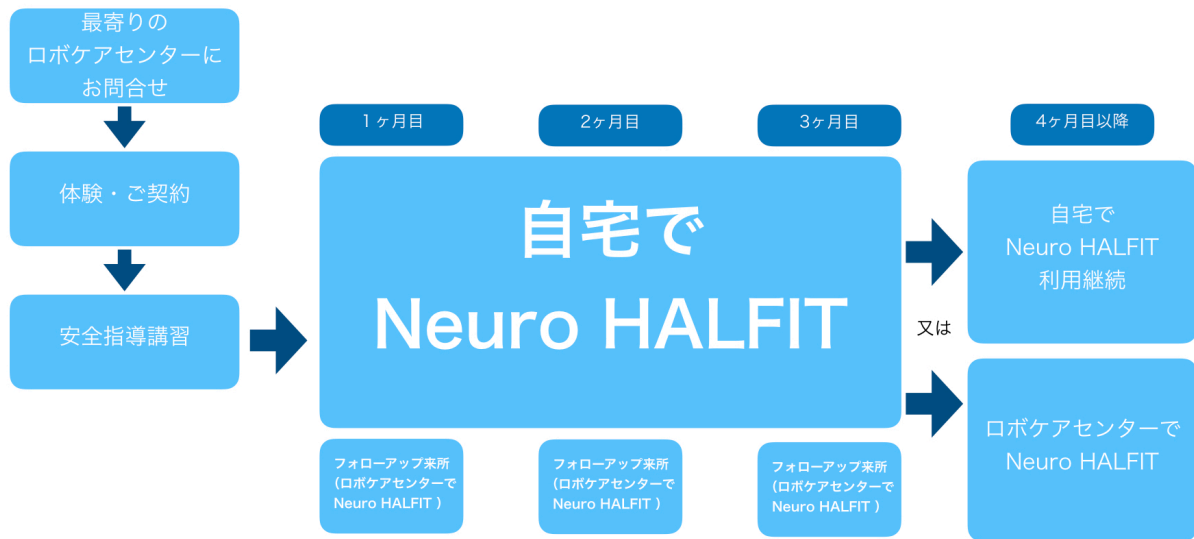 最寄りの
ロボケアセンターに
お問合せ
体験・ご契約
安全指導講習
1ヶ月目
2ヶ月目
3ヶ月目
4ヶ月目以降
自宅で
Neuro HALFIT
フォローアップ来所
(ロボケアセンターで
Neuro HALFIT )
フォローアップ来所
(ロボケアセンターで
Neuro HALFIT )
フォローアップ来所
(ロボケアセンターで
Neuro HALFIT )
自宅で
Neuro HALFIT
利用継続
又は
ロボケアセンターで
Neuro HALFIT